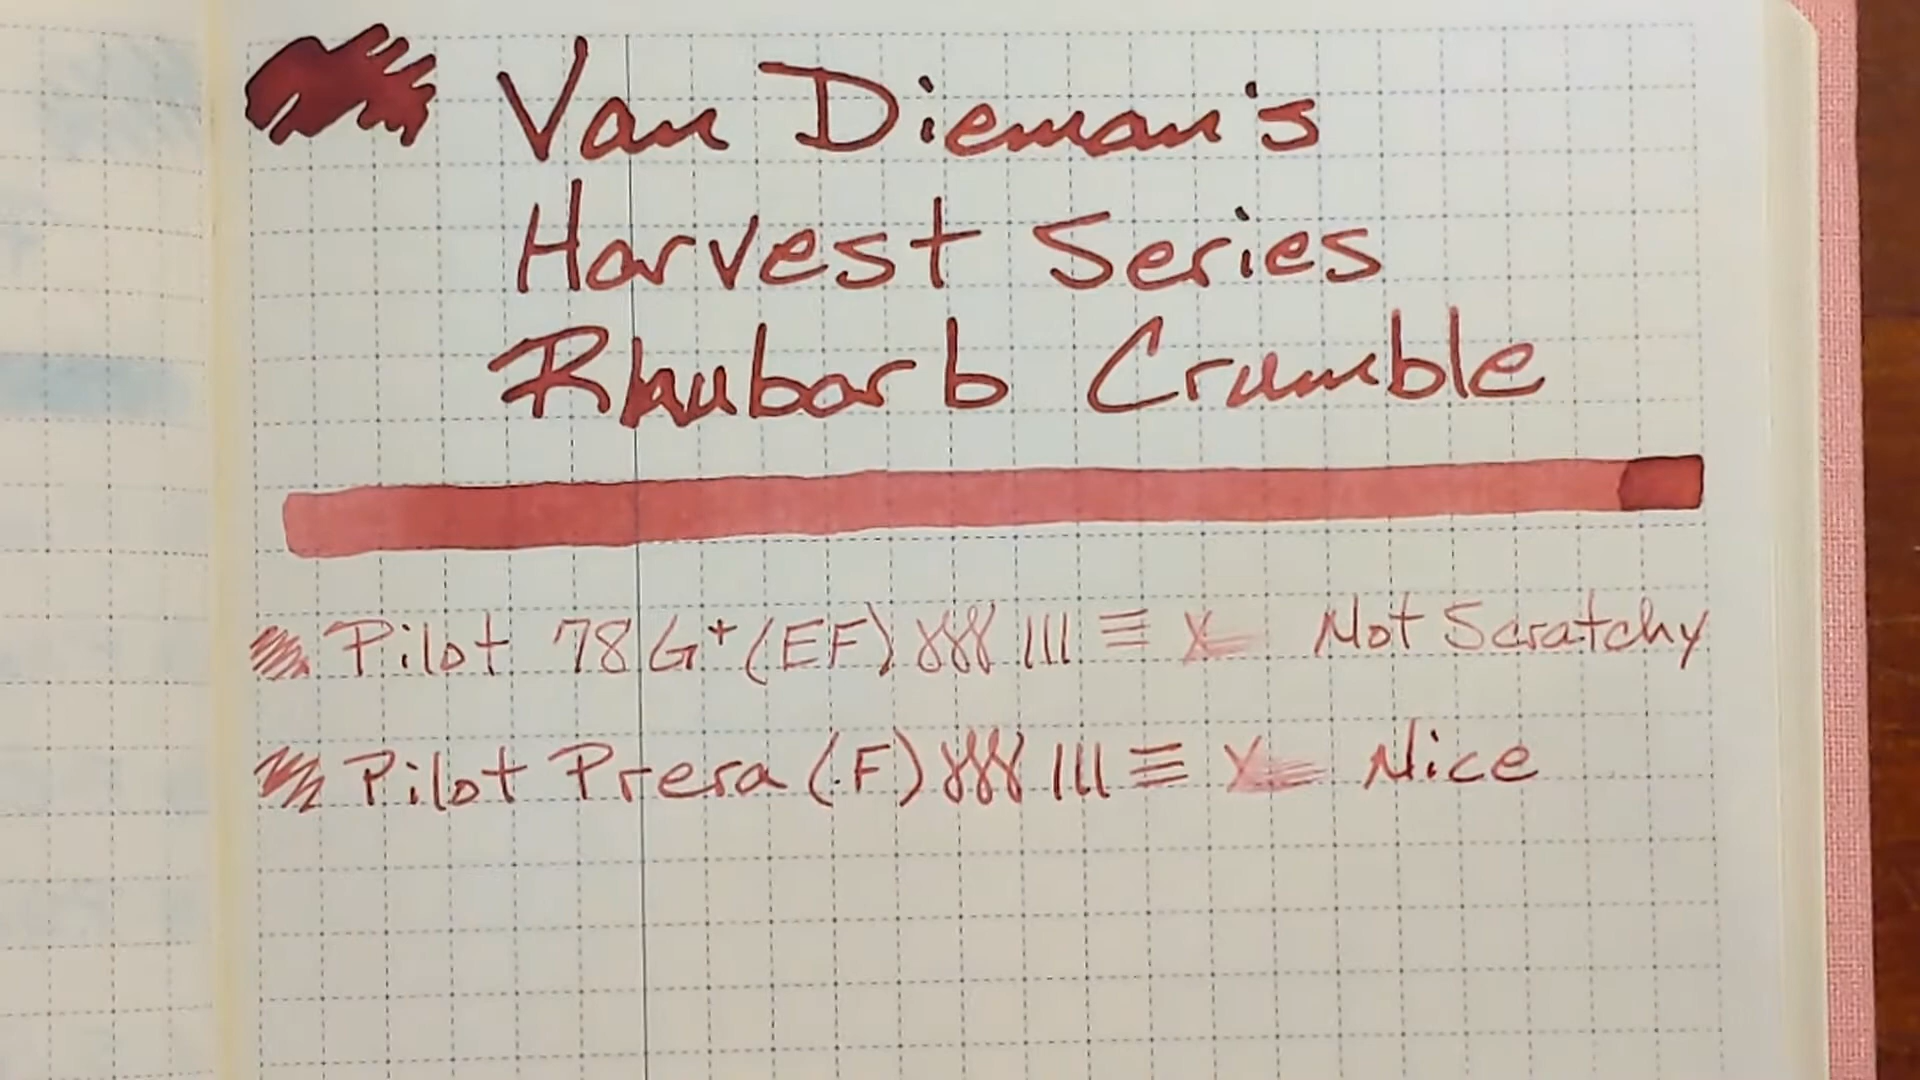 Van Dieman's
Harvest Series
Rhubarb Crumble
Pilot 78G+ (EF) X Not Scratchy
Pilot Prera (F) X Nice